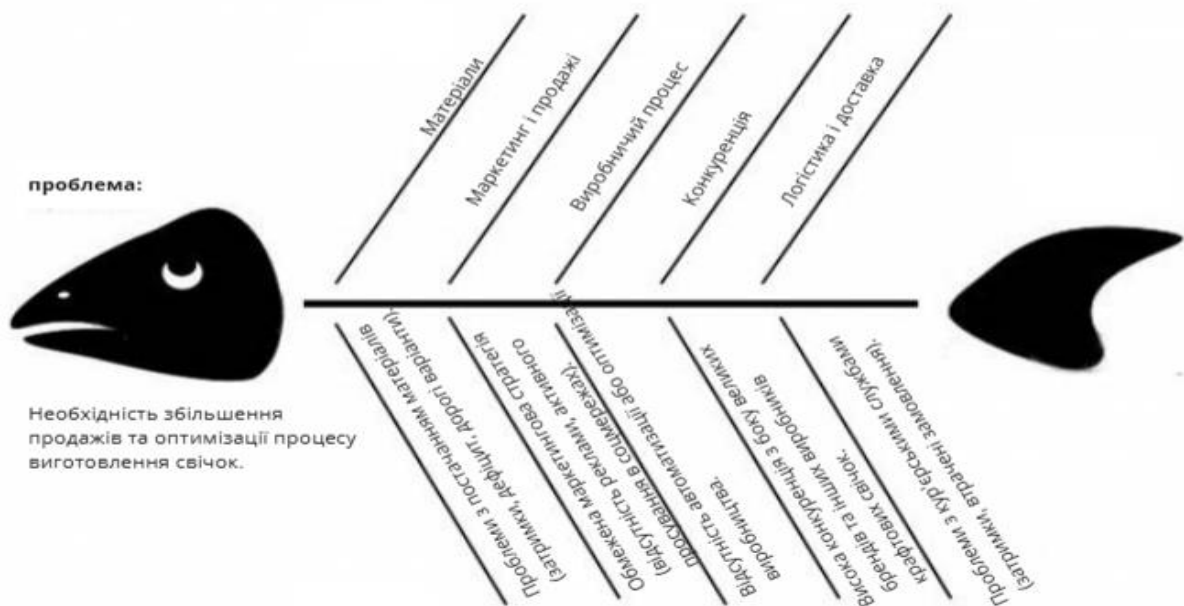 проблема:
Необхідність збільшення
продажів та оптимізації процесу
виготовлення свічок.
Матеріали
Маркетинг і продажі
Виробничий процес
Конкуренція
Логістика і доставка
Проблеми з постачанням матеріалів
(затримки, дефіцит, дорогі варіанти).
Обмежена маркетингова стратегія
(відсутність реклами, активного
просування в соцмережах).
Відсутність автоматизації або оптимізації
виробництва.
Висока конкуренція з боку великих
брендів та інших виробників
крафтових свічок.
Проблеми з кур'єрськими службами
(затримки, втрачені замовлення).